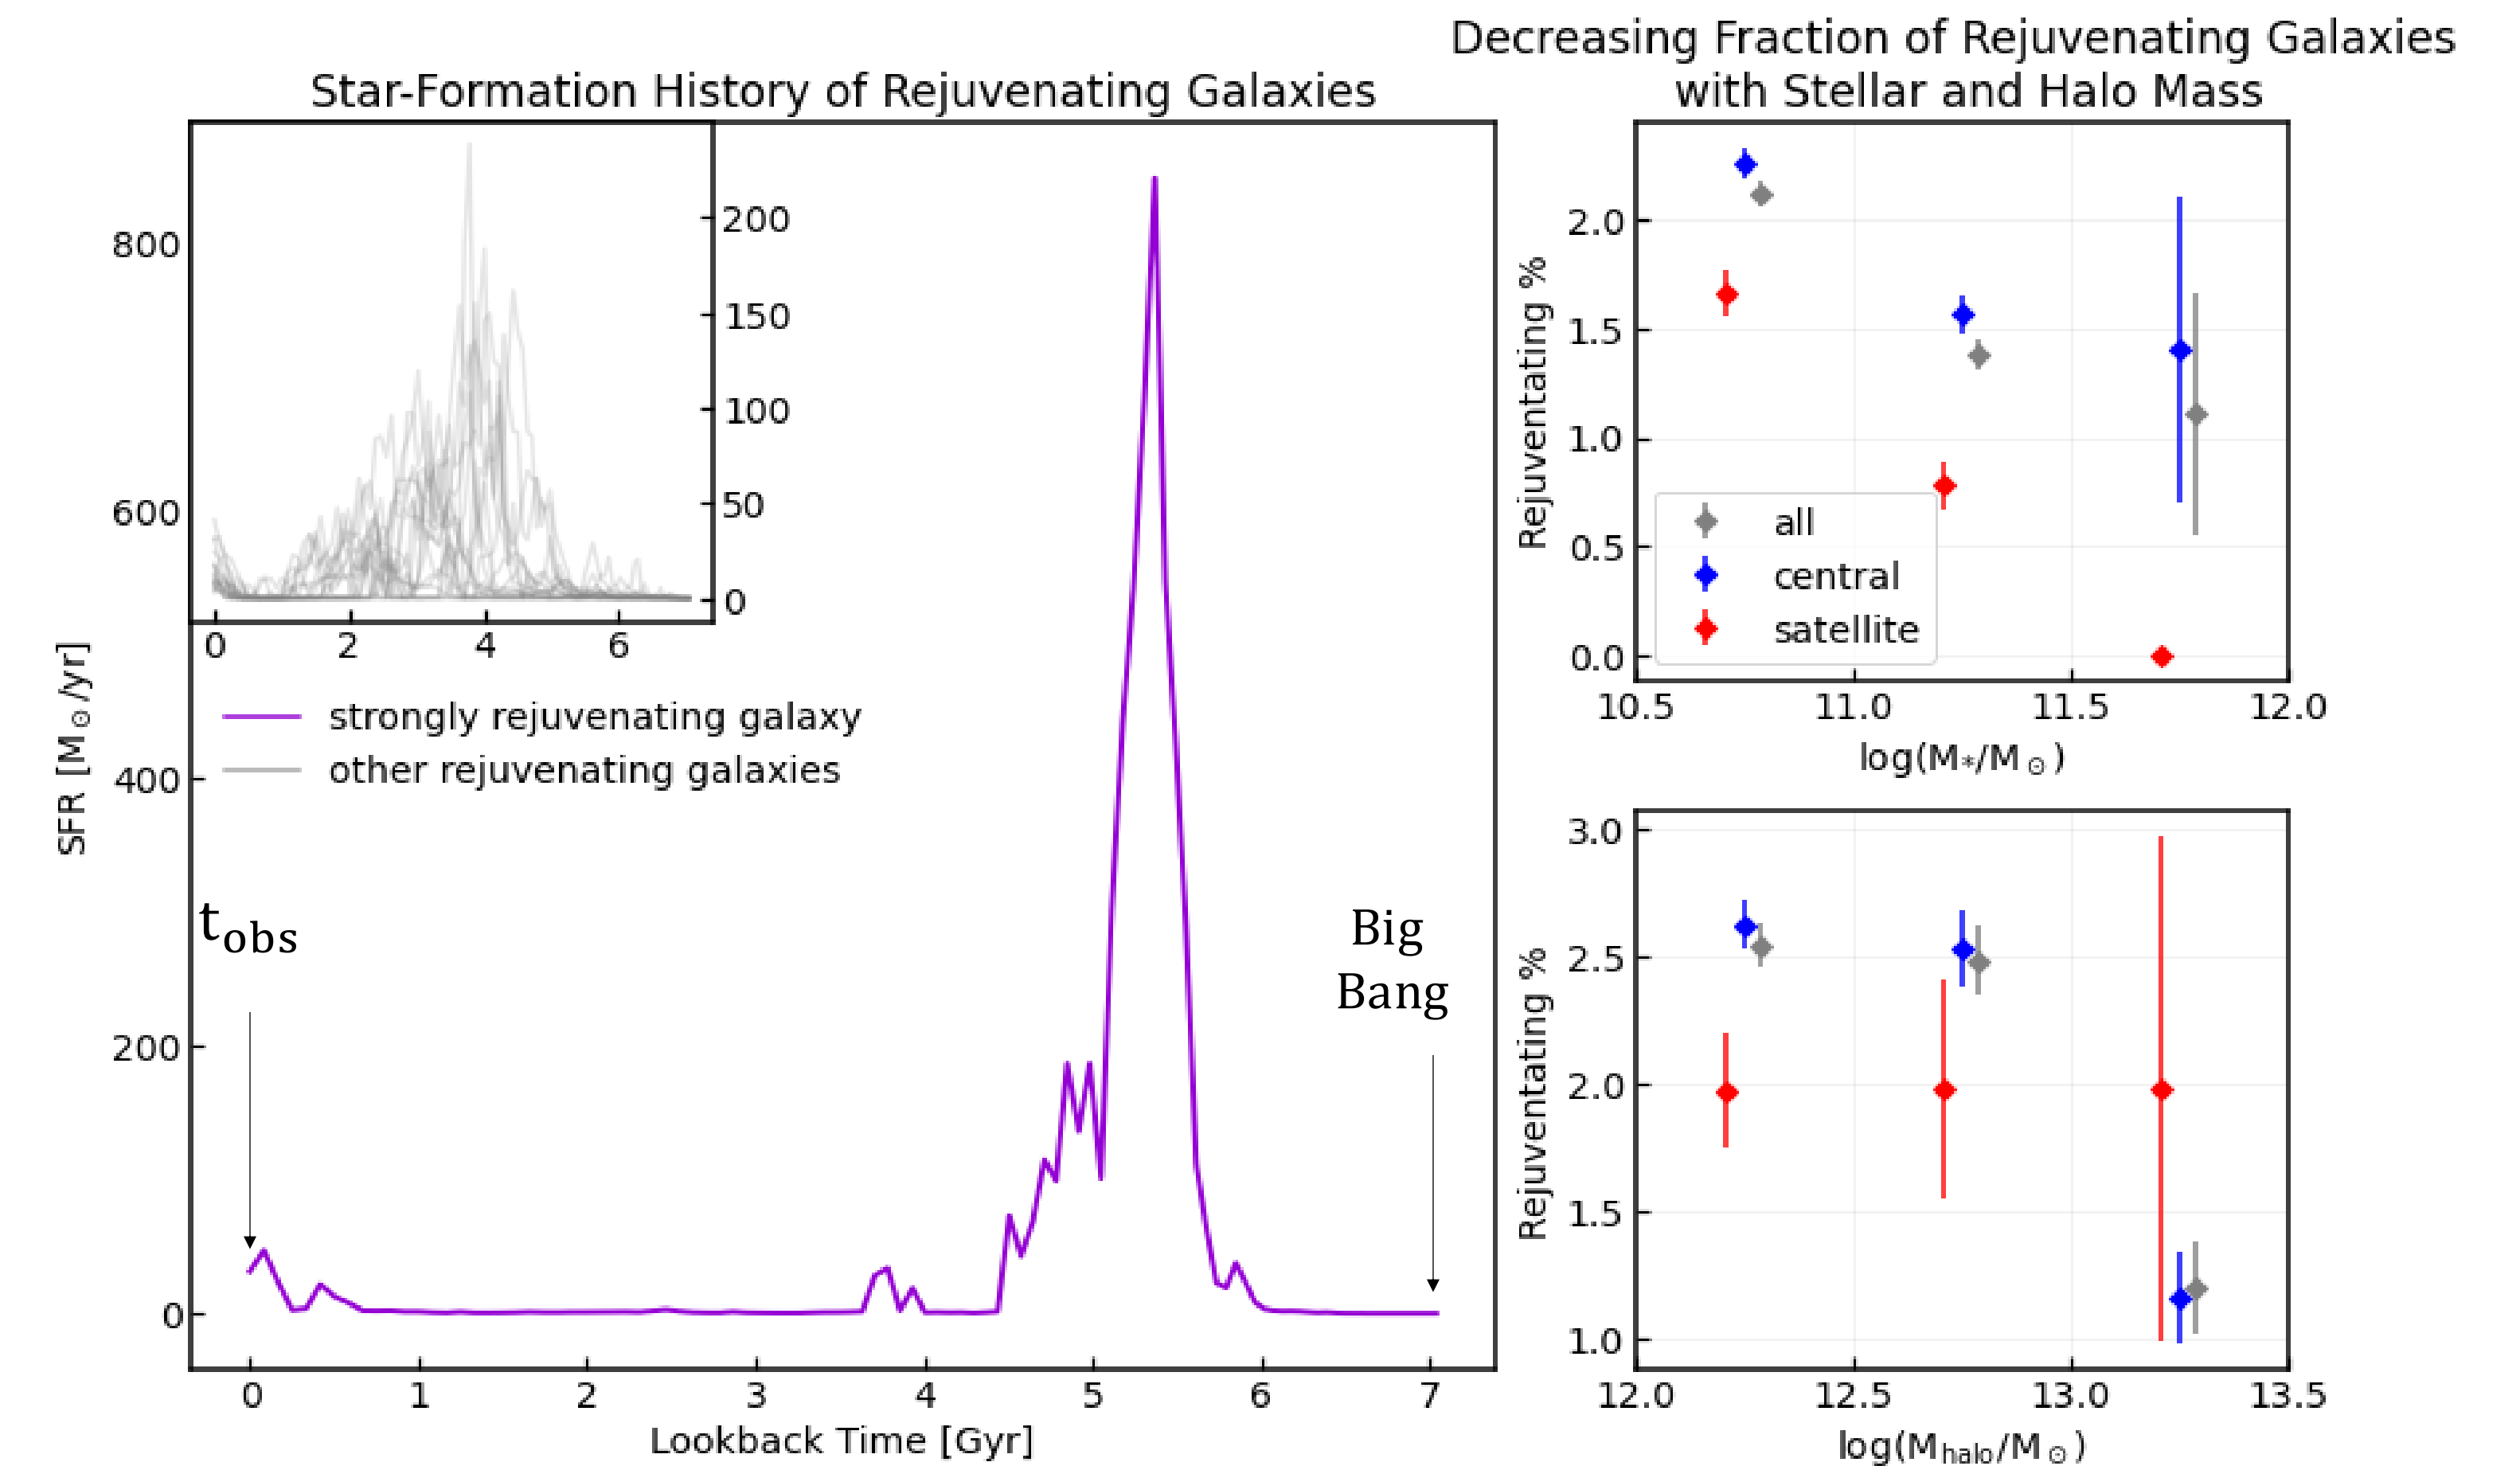 Star-Formation History of Rejuvenating Galaxies
800
600
400
200
0
SFR [M⊙/yr]
200
150
100
50
0
0 2 4 6
strongly rejuvenating galaxy
other rejuvenating galaxies
t_obs
Big
Bang
0 1 2 3 4 5 6 7
Lookback Time [Gyr]
Decreasing Fraction of Rejuvenating Galaxies
with Stellar and Halo Mass
2.0
1.5
1.0
0.5
0.0
Rejuventating %
all
central
satellite
10.5 11.0 11.5 12.0
log(M*/M⊙)
3.0
2.5
2.0
1.5
1.0
Rejuventating %
12.0 12.5 13.0 13.5
log(M_halo/M⊙)